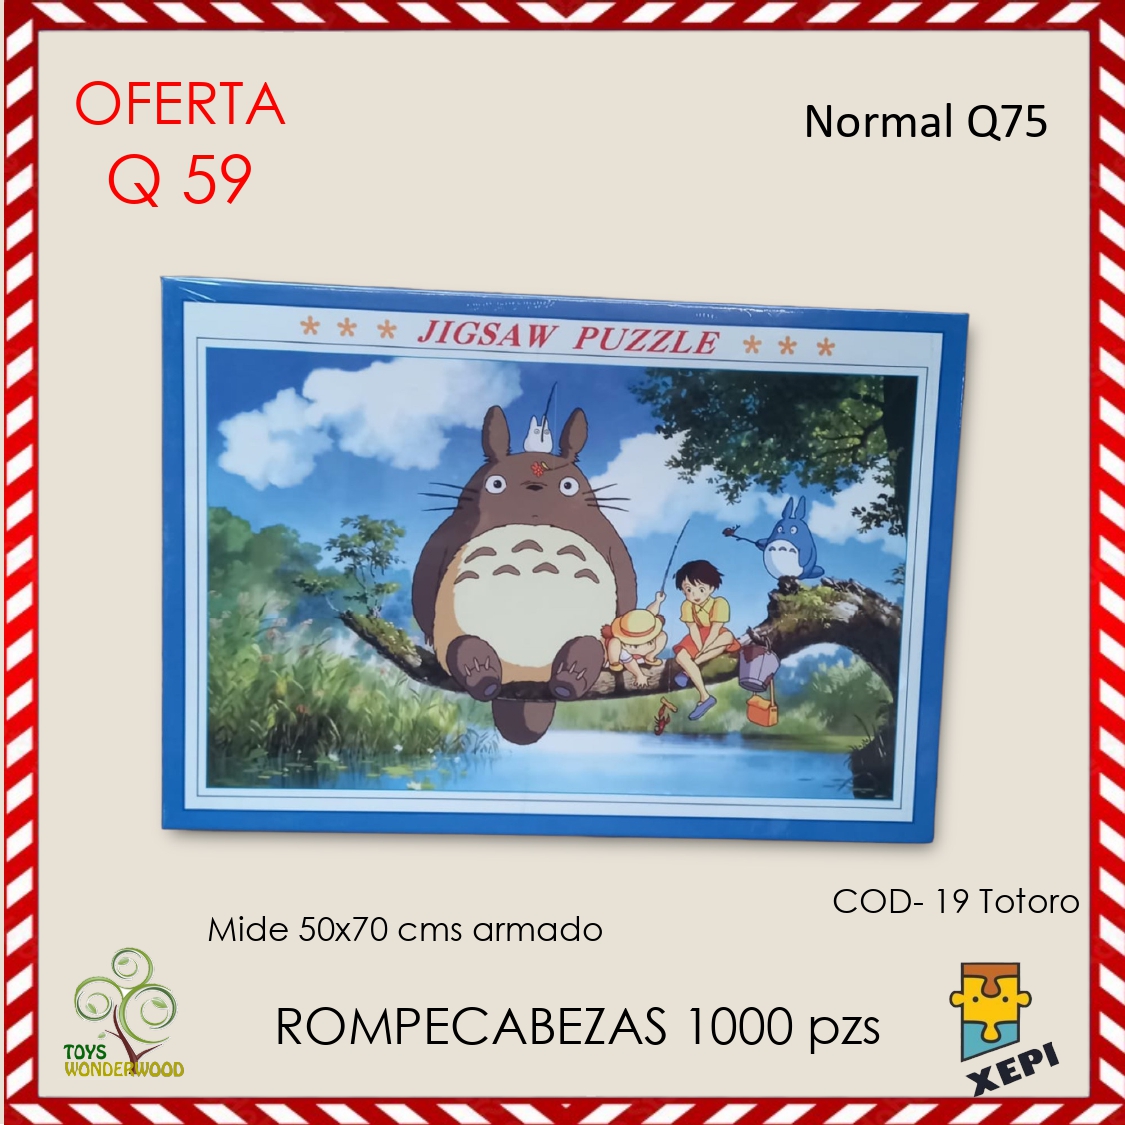 OFERTA
Q 59
Normal Q75
* * * JIGSAW PUZZLE * * *
COD- 19 Totoro
Mide 50x70 cms armado
ROMPECABEZAS 1000 pzs
TOYS
WONDERWOOD
XEPI